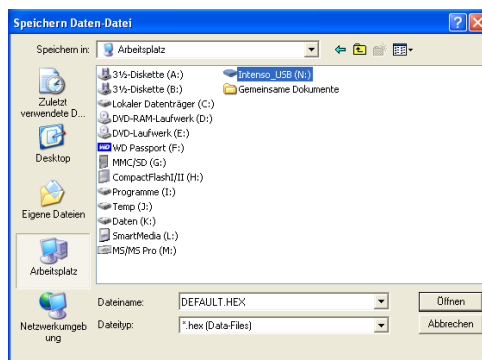 Speichern Daten-Datei
Speichern in:
Arbeitsplatz
Zuletzt
verwendete D...
Desktop
Eigene Dateien
Arbeitsplatz
Netzwerkumgeb
ung
3½-Diskette (A:)
3½-Diskette (B:)
Lokaler Datenträger (C:)
DVD-RAM-Laufwerk (D:)
DVD-Laufwerk (E:)
WD Passport (F:)
MMC/SD (G:)
CompactFlashI/II (H:)
Programme (I:)
Temp (J:)
Daten (K:)
SmartMedia (L:)
MS/MS Pro (M:)
Intenso_USB (N:)
Gemeinsame Dokumente
Dateiname:
DEFAULT.HEX
Öffnen
Dateityp:
*.hex (Data-Files)
Abbrechen